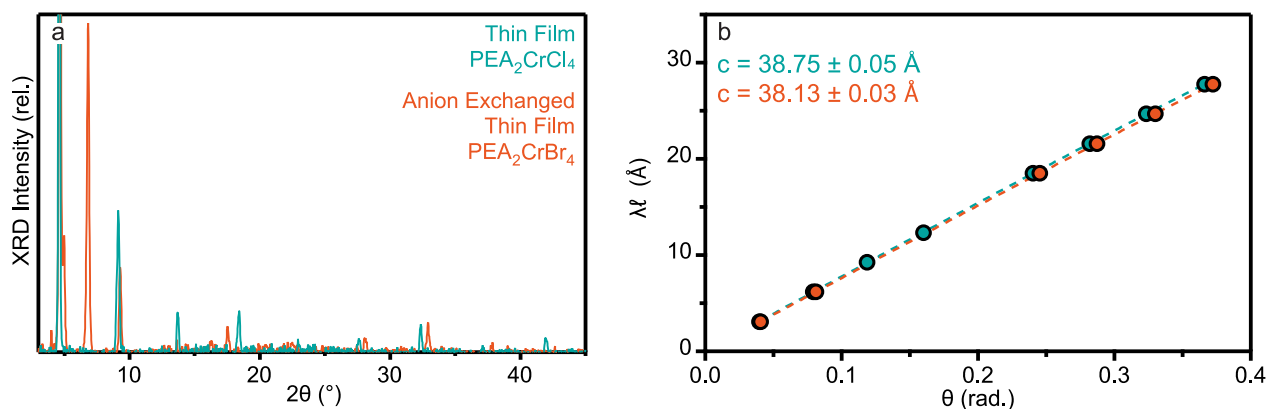 a
Thin Film
PEA₂CrCl₄
Anion Exchanged
Thin Film
PEA₂CrBr₄
XRD Intensity (rel.)
10
20
30
40
2θ (°)
b
c = 38.75 ± 0.05 Å
c = 38.13 ± 0.03 Å
λℓ (Å)
30
20
10
0
0.0
0.1
0.2
0.3
0.4
θ (rad.)